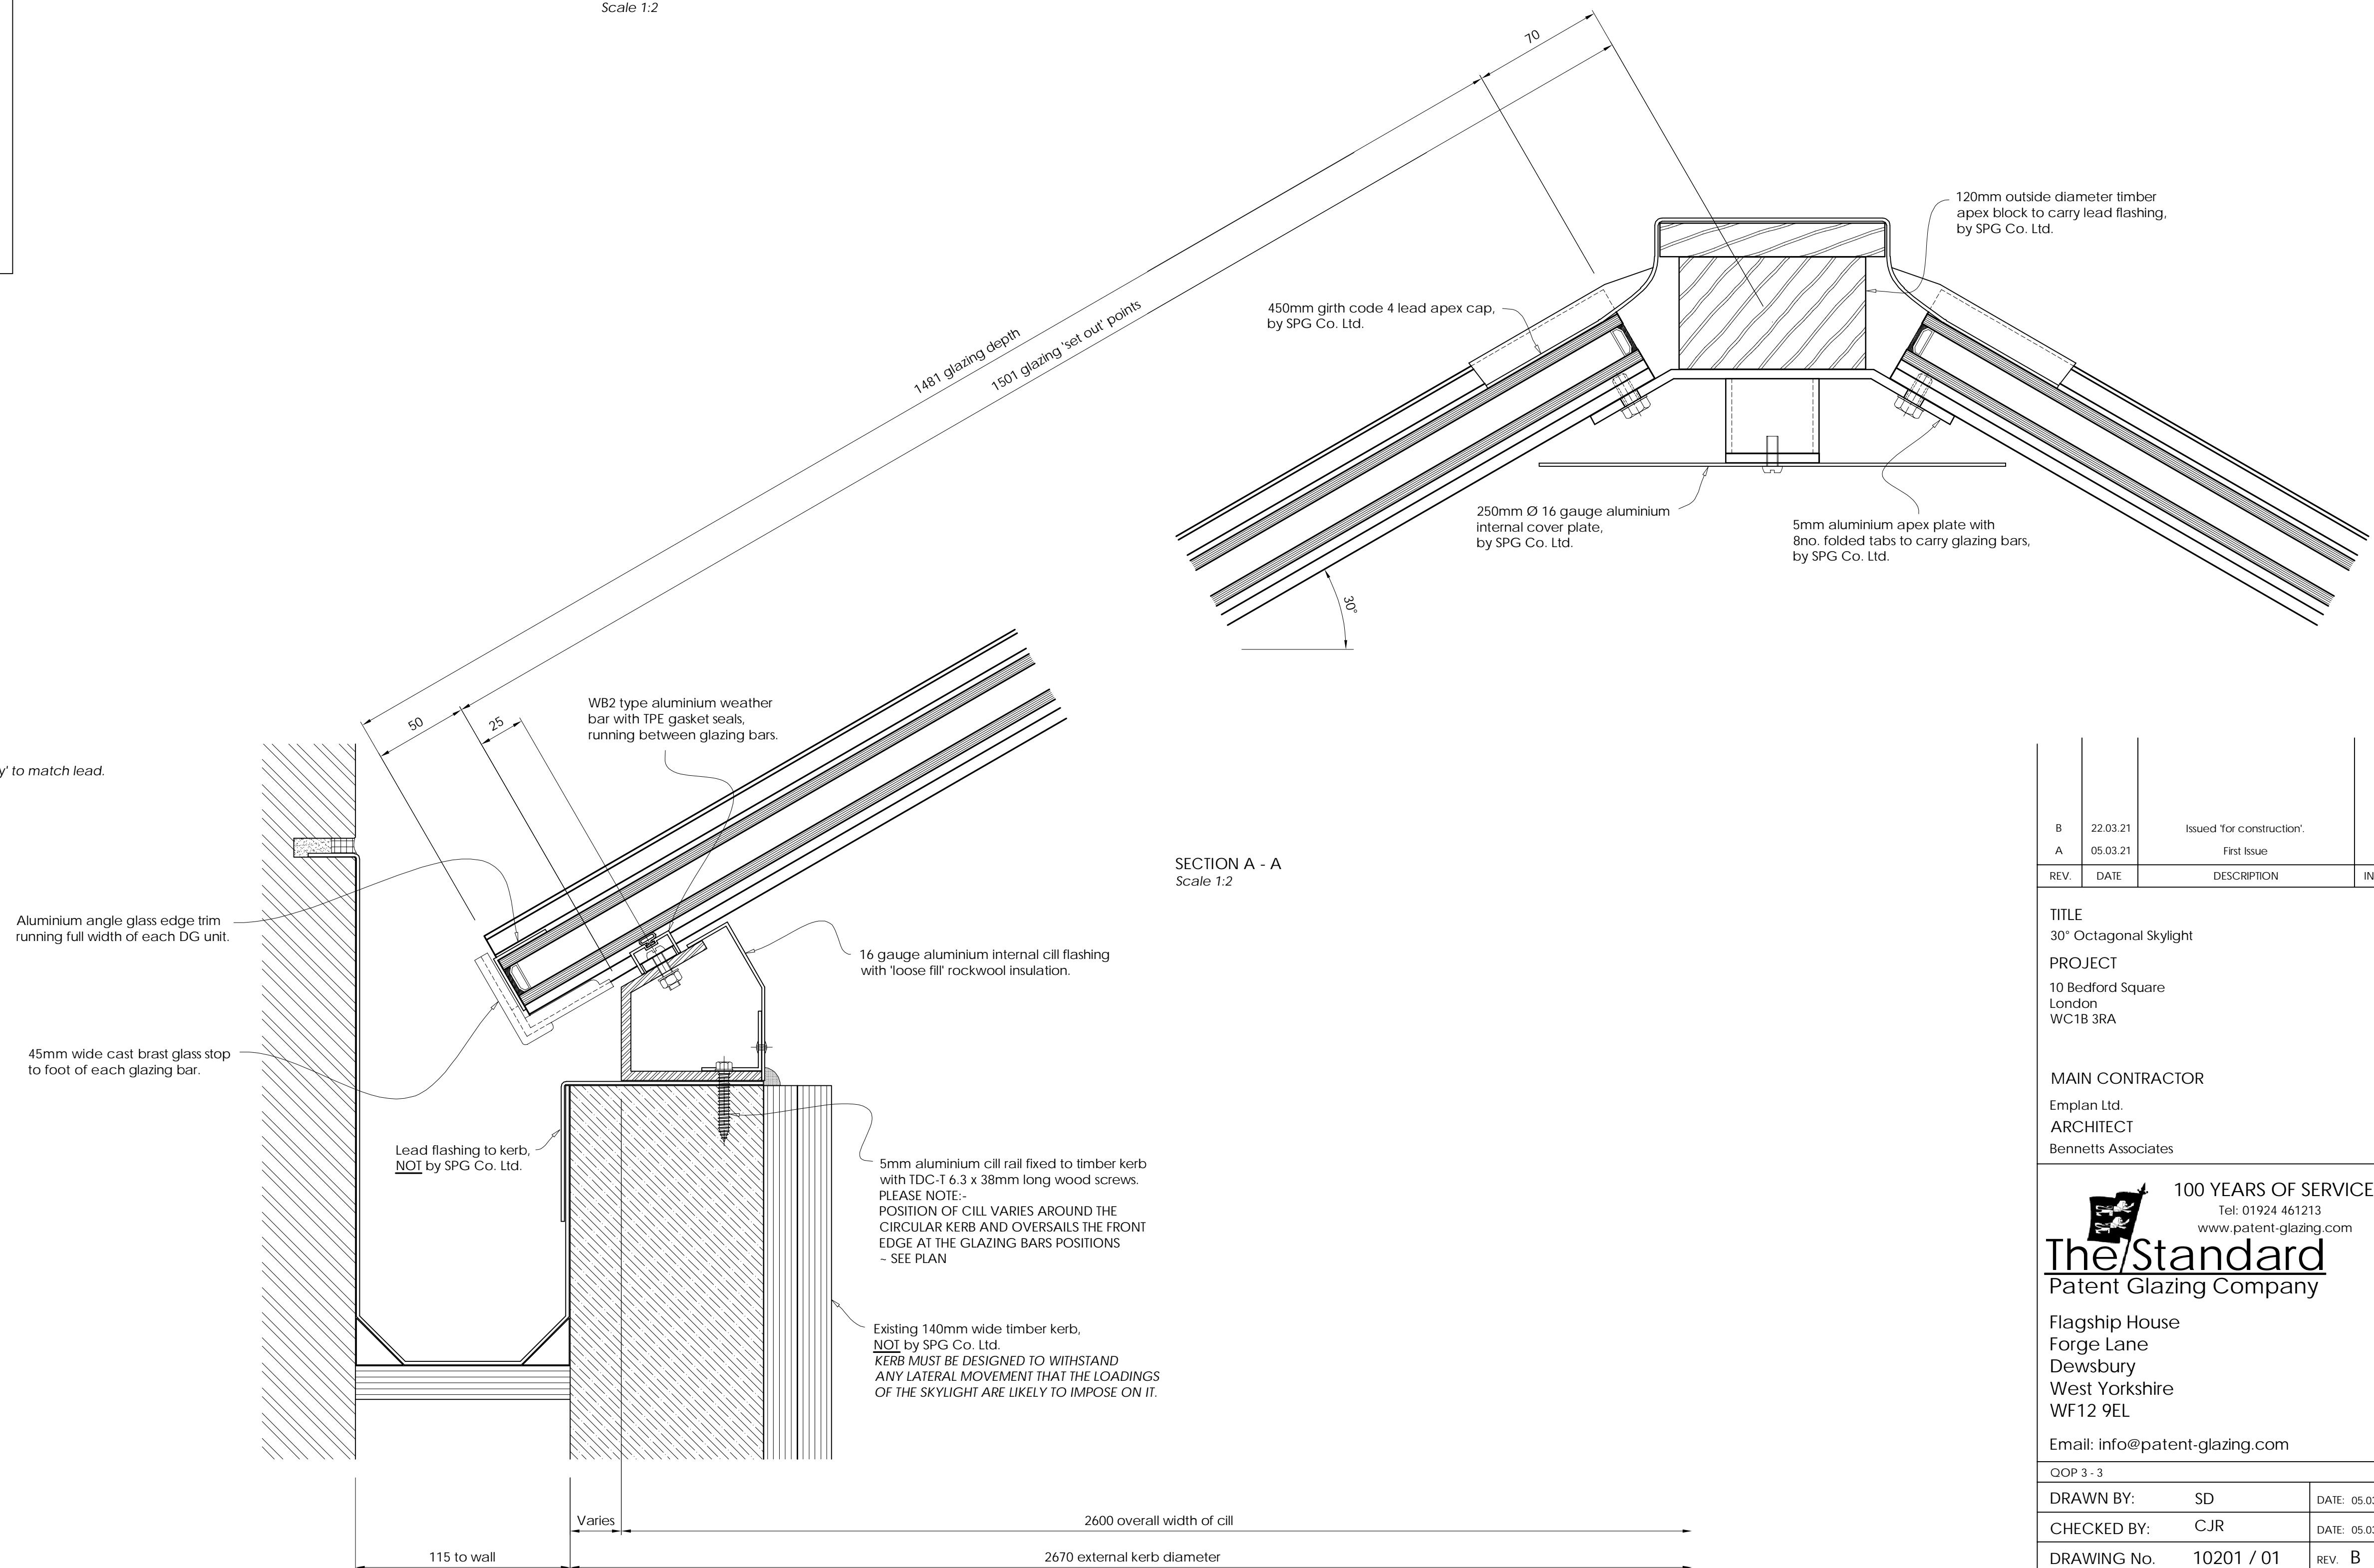 Scale 1:2
70
120mm outside diameter timber
apex block to carry lead flashing,
by SPG Co. Ltd.
450mm girth code 4 lead apex cap,
by SPG Co. Ltd.
1481 glazing depth
1501 glazing 'set out' points
250mm Ø 16 gauge aluminium
internal cover plate,
by SPG Co. Ltd.
5mm aluminium apex plate with
8no. folded tabs to carry glazing bars,
by SPG Co. Ltd.
30°
50
25
WB2 type aluminium weather
bar with TPE gasket seals,
running between glazing bars.
y' to match lead.
SECTION A - A
Scale 1:2
Aluminium angle glass edge trim
running full width of each DG unit.
16 gauge aluminium internal cill flashing
with 'loose fill' rockwool insulation.
45mm wide cast brast glass stop
to foot of each glazing bar.
Lead flashing to kerb,
NOT by SPG Co. Ltd.
5mm aluminium cill rail fixed to timber kerb
with TDC-T 6.3 x 38mm long wood screws.
PLEASE NOTE:-
POSITION OF CILL VARIES AROUND THE
CIRCULAR KERB AND OVERSAILS THE FRONT
EDGE AT THE GLAZING BARS POSITIONS
~ SEE PLAN
Existing 140mm wide timber kerb,
NOT by SPG Co. Ltd.
KERB MUST BE DESIGNED TO WITHSTAND
ANY LATERAL MOVEMENT THAT THE LOADINGS
OF THE SKYLIGHT ARE LIKELY TO IMPOSE ON IT.
Varies
2600 overall width of cill
115 to wall
2670 external kerb diameter
B 22.03.21 Issued 'for construction'.
A 05.03.21 First Issue
REV. DATE DESCRIPTION IN
TITLE
30° Octagonal Skylight
PROJECT
10 Bedford Square
London
WC1B 3RA
MAIN CONTRACTOR
Emplan Ltd.
ARCHITECT
Bennetts Associates
100 YEARS OF SERVICE
Tel: 01924 461213
www.patent-glazing.com
The Standard
Patent Glazing Company
Flagship House
Forge Lane
Dewsbury
West Yorkshire
WF12 9EL
Email: info@patent-glazing.com
QOP 3 - 3
DRAWN BY: SD DATE: 05.03
CHECKED BY: CJR DATE: 05.03
DRAWING No. 10201 / 01 REV. B